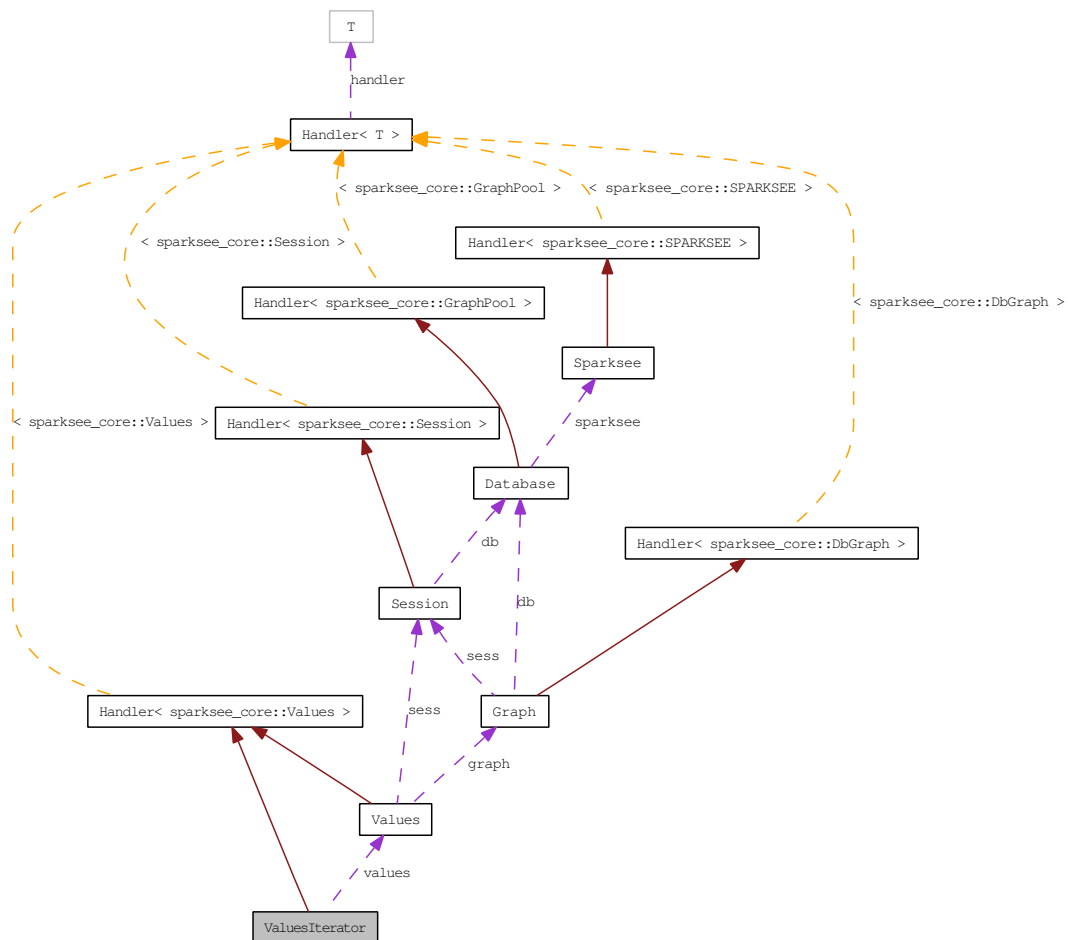 T
handler
Handler< T >
< sparksee_core::GraphPool >
< sparksee_core::SPARKSEE >
< sparksee_core::Session >
Handler< sparksee_core::SPARKSEE >
Handler< sparksee_core::GraphPool >
< sparksee_core::DbGraph >
Sparksee
< sparksee_core::Values >
Handler< sparksee_core::Session >
sparksee
Database
db
Handler< sparksee_core::DbGraph >
Session
db
sess
Handler< sparksee_core::Values >
sess
Graph
graph
Values
values
ValuesIterator